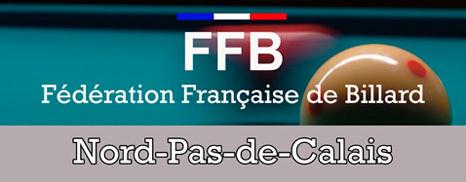 FFB
Fédération Française de Billard
Nord-Pas-de-Calais